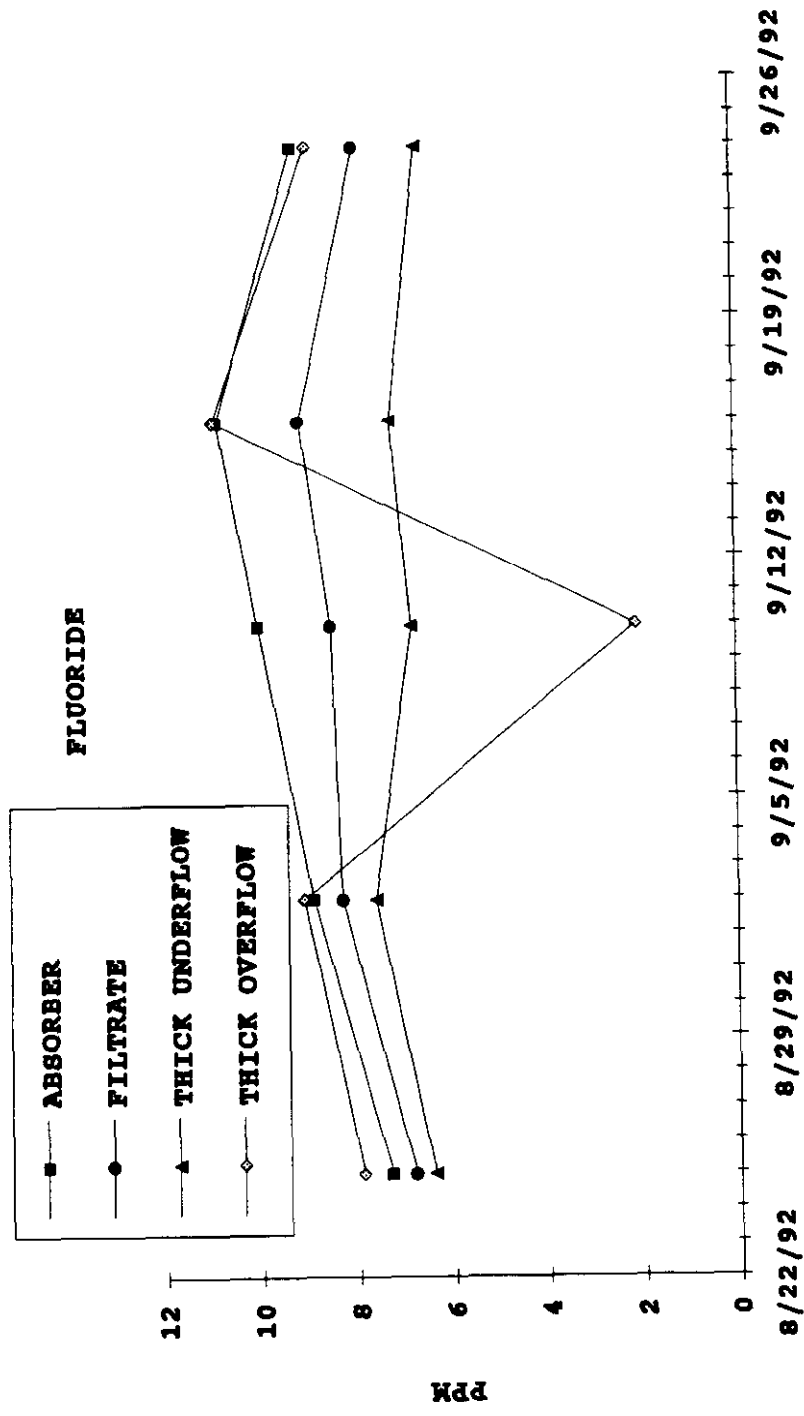 FLUORIDE
ABSORBER
FILTRATE
THICK UNDERFLOW
THICK OVERFLOW
PPM
12
10
8
6
4
2
0
8/22/92
8/29/92
9/5/92
9/12/92
9/19/92
9/26/92